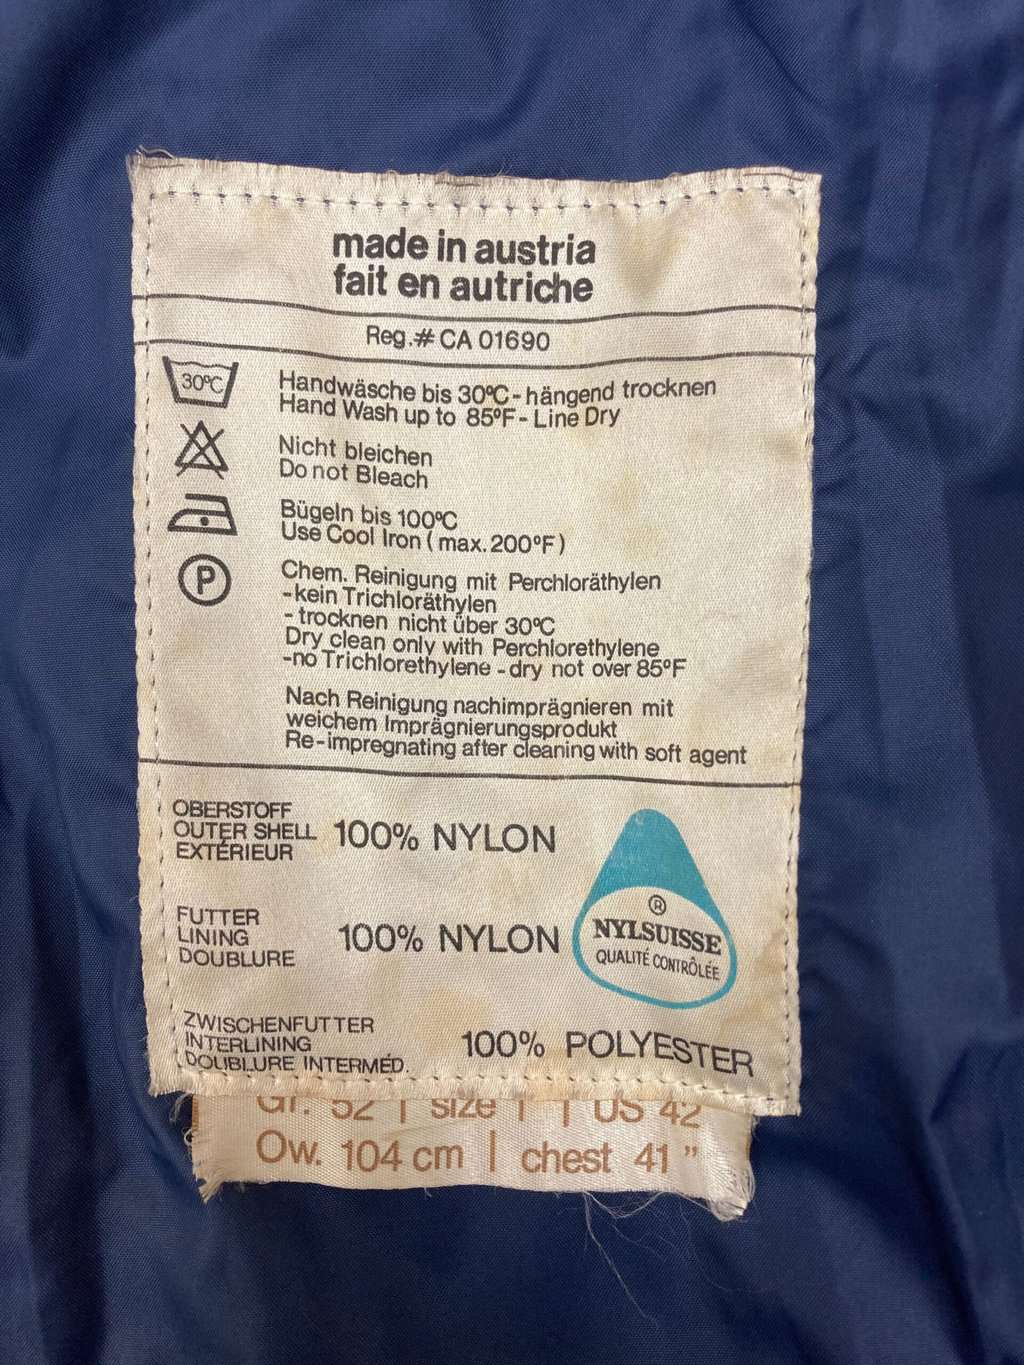 made in austria
fait en autriche
Reg.# CA 01690
30°C
Handwäsche bis 30°C - hängend trocknen
Hand Wash up to 85°F - Line Dry
Nicht bleichen
Do not Bleach
Bügeln bis 100°C
Use Cool Iron (max. 200°F)
P
Chem. Reinigung mit Perchloräthylen
-kein Trichloräthylen
- trocknen nicht über 30°C
Dry clean only with Perchlorethylene
-no Trichlorethylene - dry not over 85°F
Nach Reinigung nachimprägnieren mit
weichem Imprägnierungsprodukt
Re-impregnating after cleaning with soft agent
OBERSTOFF
OUTER SHELL 100% NYLON
EXTÉRIEUR
®
NYLSUISSE
QUALITÉ CONTRÔLÉE
FUTTER
LINING 100% NYLON
DOUBLURE
ZWISCHENFUTTER
INTERLINING 100% POLYESTER
DOUBLURE INTERMÉD.
Gr. 52 | size | US 42
Ow. 104 cm | chest 41 "